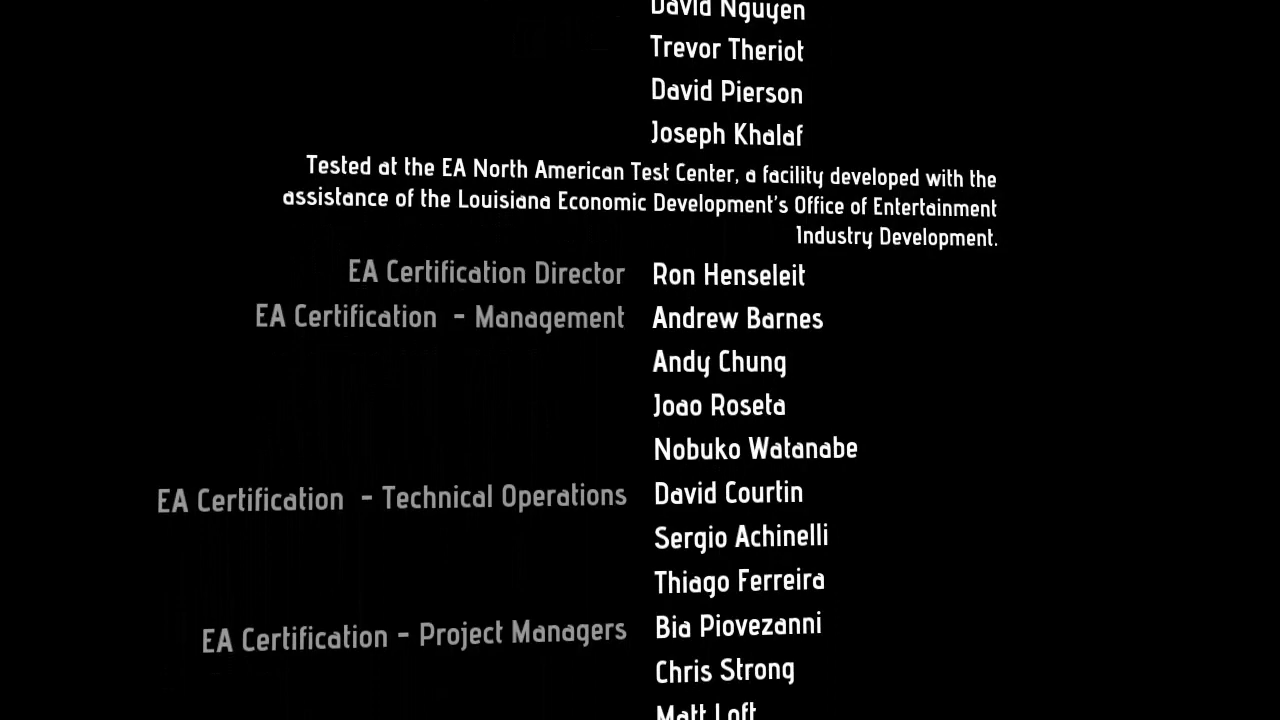 David Nguyen
Trevor Theriot
David Pierson
Joseph Khalaf
Tested at the EA North American Test Center, a facility developed with the
assistance of the Louisiana Economic Development's Office of Entertainment
Industry Development.
EA Certification Director Ron Henseleit
EA Certification - Management Andrew Barnes
Andy Chung
Joao Roseta
Nobuko Watanabe
EA Certification - Technical Operations David Courtin
Sergio Achinelli
Thiago Ferreira
EA Certification - Project Managers Bia Piovezanni
Chris Strong
Matt Loft